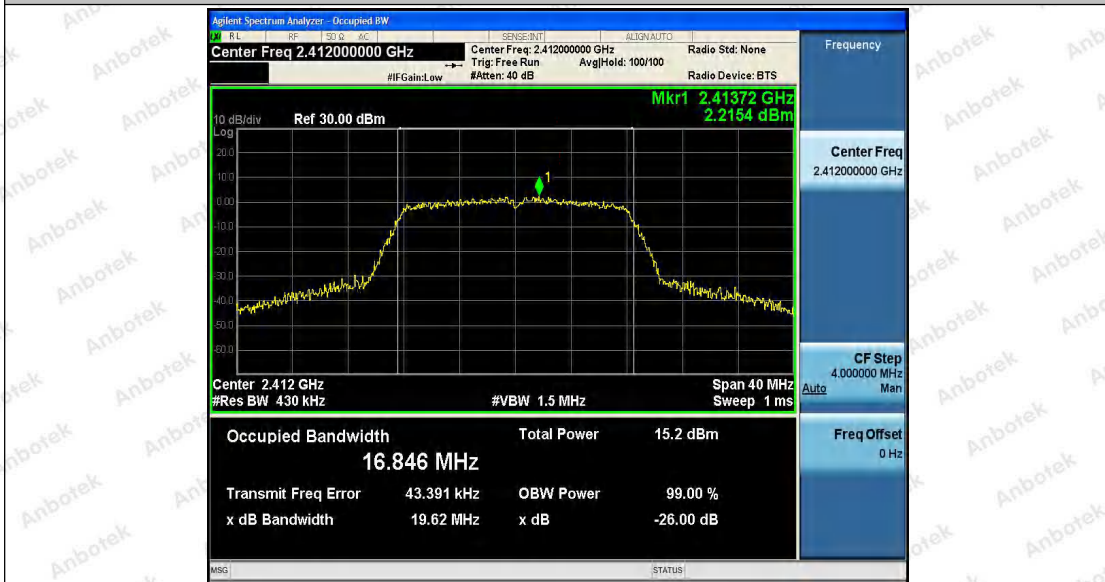 Agilent Spectrum Analyzer - Occupied BW
LXI RL RF 50 Ω AC SENSE:INT ALIGN AUTO
Center Freq 2.412000000 GHz
Center Freq: 2.412000000 GHz Radio Std: None
Trig: Free Run Avg|Hold: 100/100
#IFGain:Low #Atten: 40 dB Radio Device: BTS
Mkr1 2.41372 GHz
2.2154 dBm
10 dB/div Ref 30.00 dBm
Log
20.0
10.0
0.00
-10.0
-20.0
-30.0
-40.0
-50.0
-60.0
1
Center 2.412 GHz Span 40 MHz
#Res BW 430 kHz #VBW 1.5 MHz Sweep 1 ms
Occupied Bandwidth Total Power 15.2 dBm
16.846 MHz
Transmit Freq Error 43.391 kHz OBW Power 99.00 %
x dB Bandwidth 19.62 MHz x dB -26.00 dB
MSG STATUS
Frequency
Center Freq
2.412000000 GHz
CF Step
4.000000 MHz
Auto Man
Freq Offset
0 Hz
Anbotek